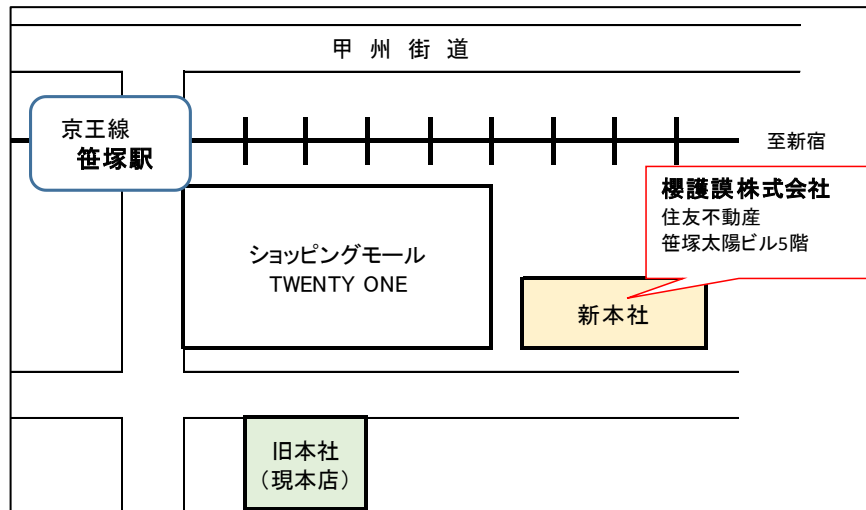 甲州街道
京王線
笹塚駅
至新宿
櫻護謨株式会社
住友不動産
笹塚太陽ビル5階
ショッピングモール
TWENTY ONE
新本社
旧本社
（現本店）